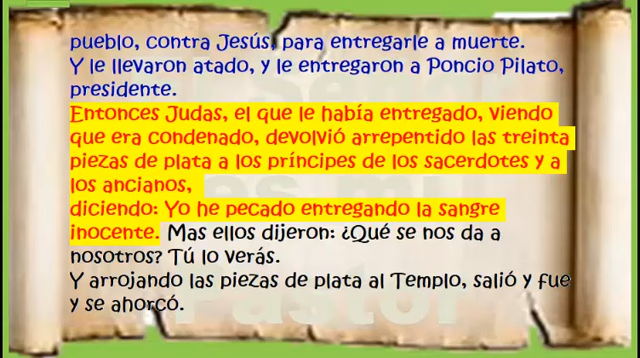 pueblo, contra Jesús, para entregarle a muerte.
Y le llevaron atado, y le entregaron a Poncio Pilato,
presidente.
Entonces Judas, el que le había entregado, viendo
que era condenado, devolvió arrepentido las treinta
piezas de plata a los príncipes de los sacerdotes y a
los ancianos,
diciendo: Yo he pecado entregando la sangre
inocente. Mas ellos dijeron: ¿Qué se nos da a
nosotros? Tú lo verás.
Y arrojando las piezas de plata al Templo, salió y fue
y se ahorcó.
es mi
Pastor